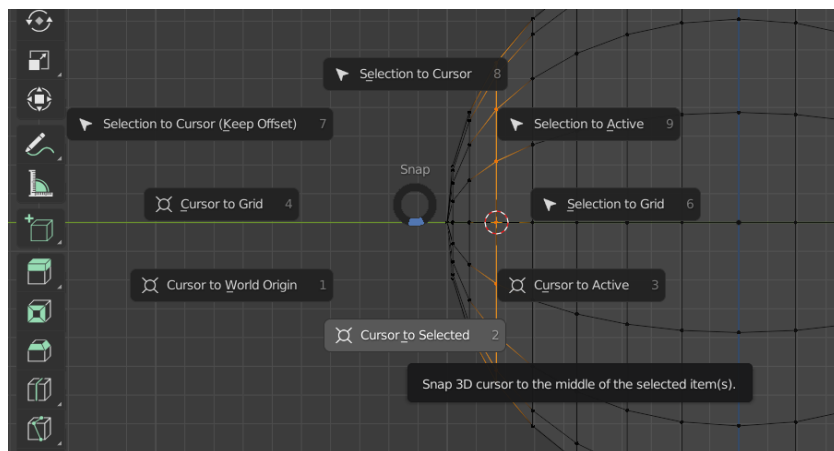 Selection to Cursor 8
Selection to Cursor (Keep Offset) 7
Selection to Active 9
Snap
Cursor to Grid 4
Selection to Grid 6
Cursor to World Origin 1
Cursor to Active 3
Cursor to Selected 2
Snap 3D cursor to the middle of the selected item(s).